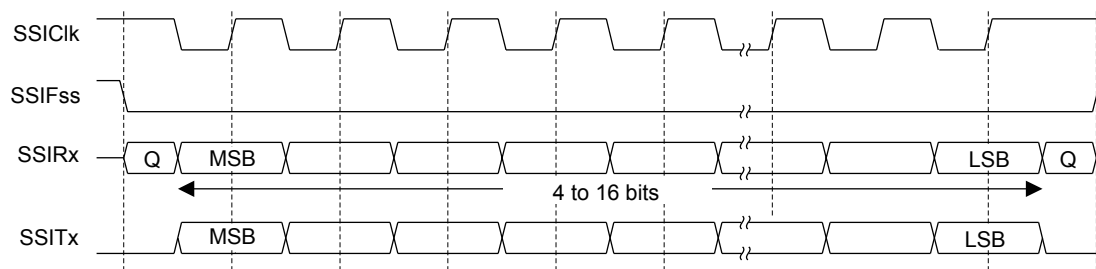 SSIClk
SSIFss
SSIRx Q MSB LSB Q
4 to 16 bits
SSITx MSB LSB